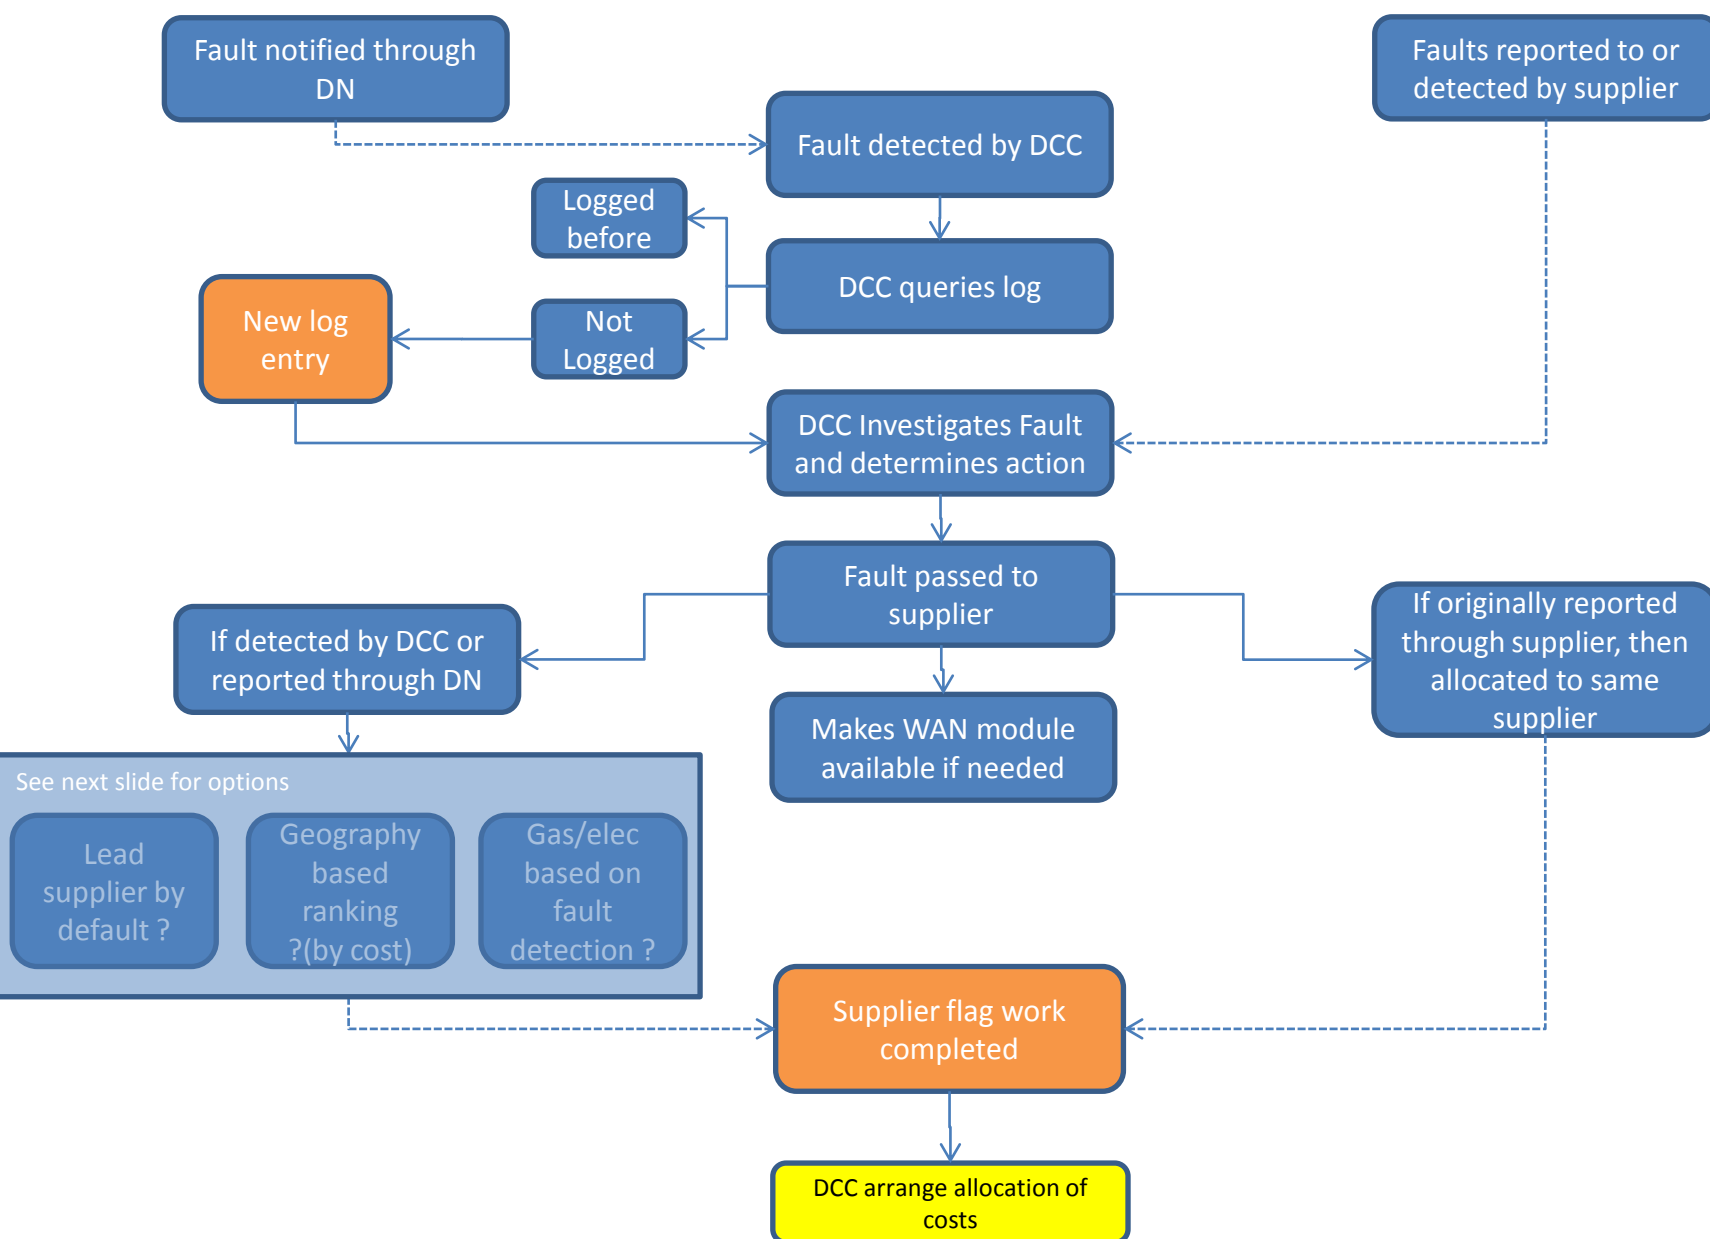 Fault notified through
DN
Faults reported to or
detected by supplier
Fault detected by DCC
Logged
before
DCC queries log
New log
entry
Not
Logged
DCC Investigates Fault
and determines action
Fault passed to
supplier
If detected by DCC or
reported through DN
If originally reported
through supplier, then
allocated to same
supplier
Makes WAN module
available if needed
See next slide for options
Lead
supplier by
default ?
Geography
based
ranking
?(by cost)
Gas/elec
based on
fault
detection ?
Supplier flag work
completed
DCC arrange allocation of
costs